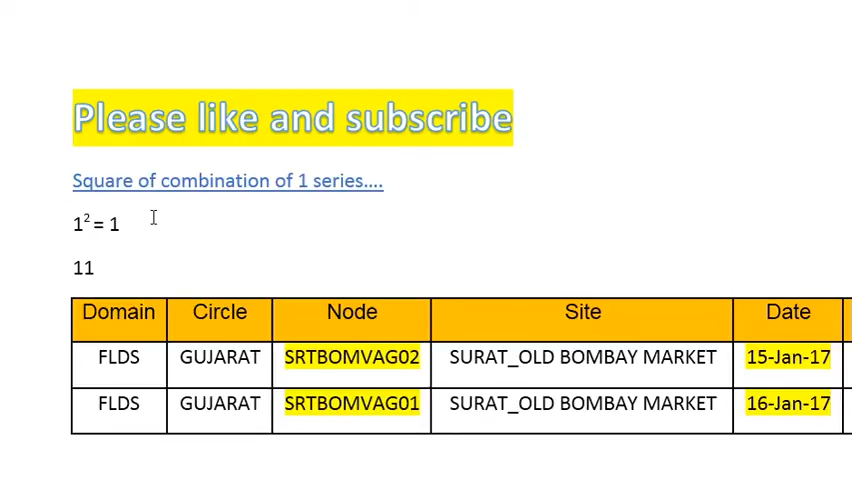 Please like and subscribe
Square of combination of 1 series....
1² = 1
11
Domain Circle Node Site Date
FLDS GUJARAT SRTBOMVAG02 SURAT_OLD BOMBAY MARKET 15-Jan-17
FLDS GUJARAT SRTBOMVAG01 SURAT_OLD BOMBAY MARKET 16-Jan-17